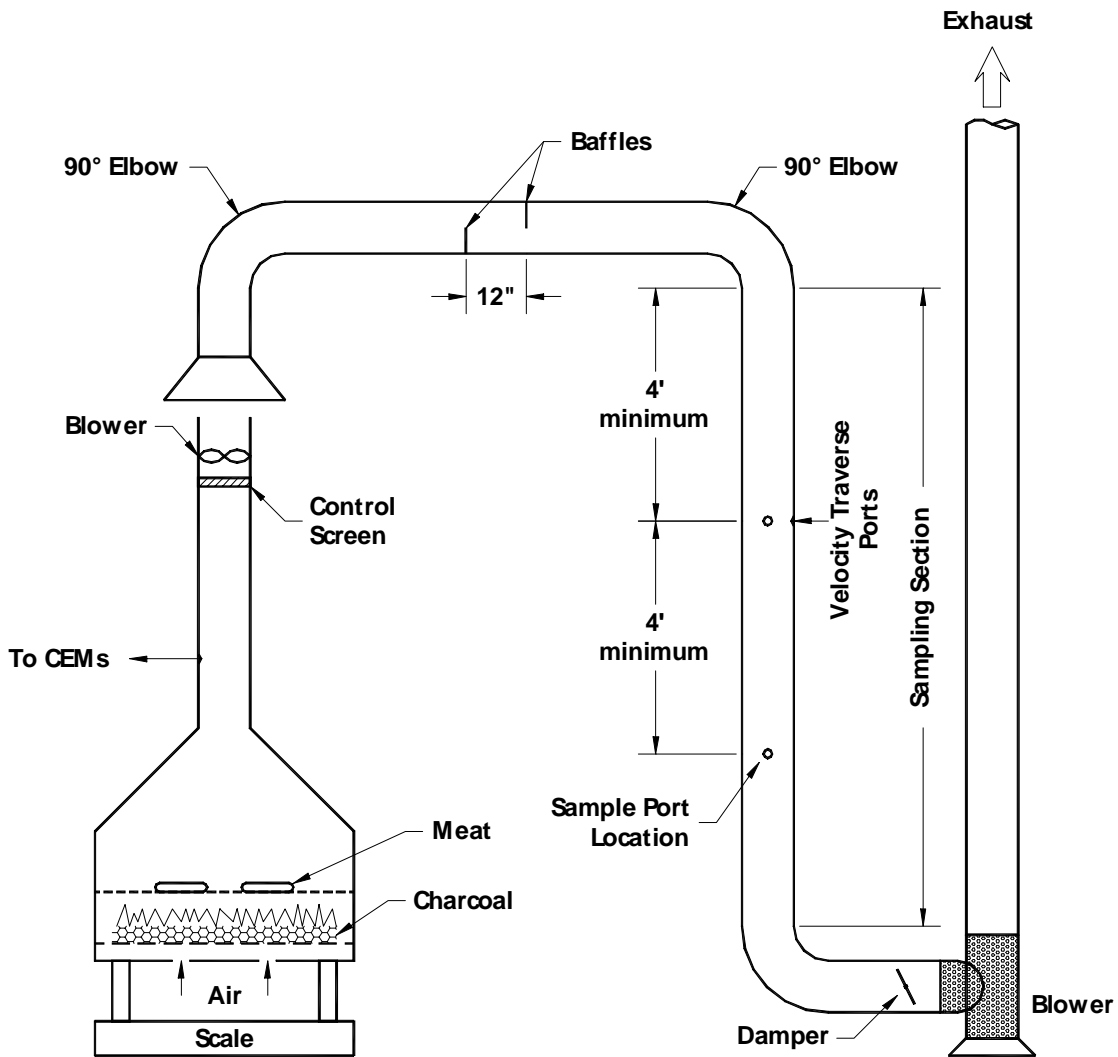 Exhaust
Baffles
90° Elbow
90° Elbow
12"
4'
minimum
Blower
Velocity Traverse
Ports
Control
Screen
Sampling Section
4'
minimum
To CEMs
Sample Port
Location
Meat
Charcoal
Air
Blower
Damper
Scale